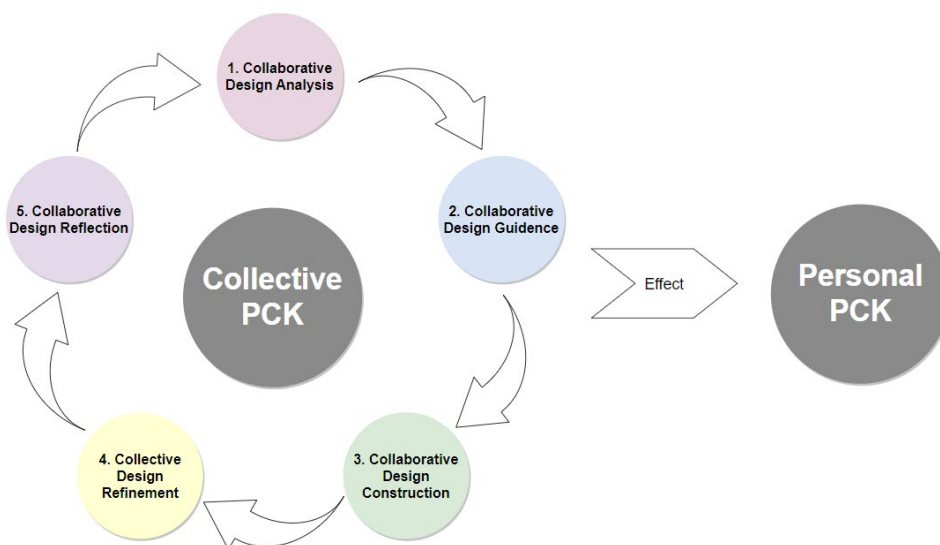 1. Collaborative
Design Analysis
2. Collaborative
Design Guidence
3. Collaborative
Design
Construction
4. Collective
Design
Refinement
5. Collaborative
Design Reflection
Collective
PCK
Effect
Personal
PCK